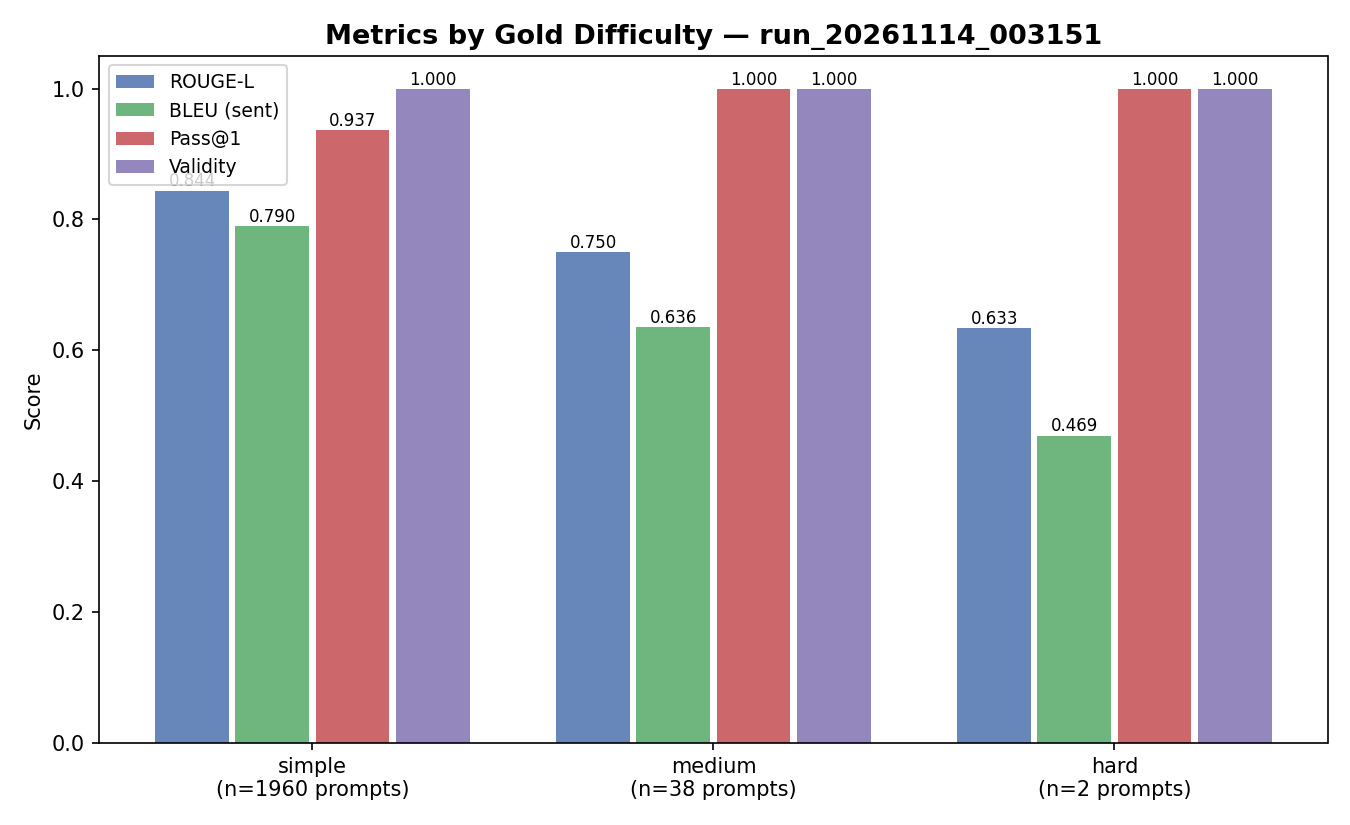 Metrics by Gold Difficulty — run_20261114_003151
ROUGE-L
BLEU (sent)
Pass@1
Validity
0.844
0.790
0.937
1.000
0.750
0.636
1.000
1.000
0.633
0.469
1.000
1.000
Score
1.0
0.8
0.6
0.4
0.2
0.0
simple
(n=1960 prompts)
medium
(n=38 prompts)
hard
(n=2 prompts)